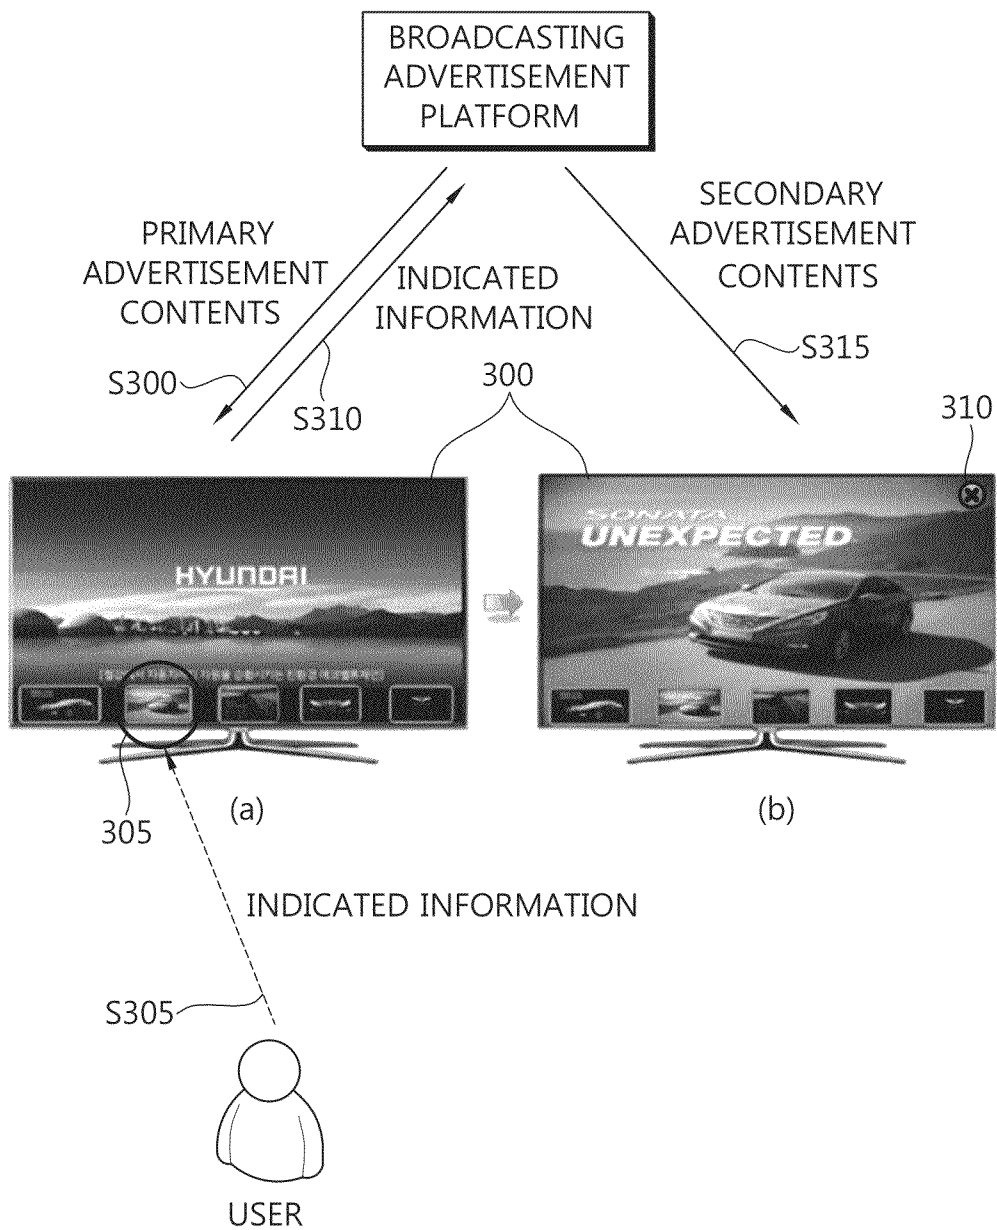 BROADCASTING
ADVERTISEMENT
PLATFORM
PRIMARY
ADVERTISEMENT
CONTENTS
INDICATED
INFORMATION
SECONDARY
ADVERTISEMENT
CONTENTS
S300
S310
300
S315
310
HYUNDAI
SONATA
UNEXPECTED
305
(a)
(b)
INDICATED INFORMATION
S305
USER